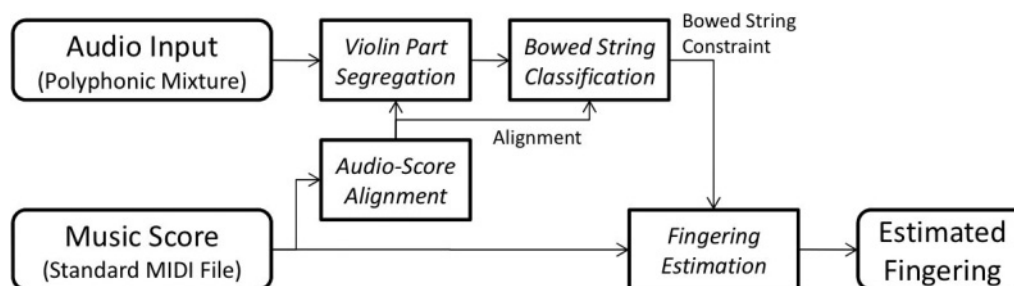 Audio Input
(Polyphonic Mixture)
Violin Part
Segregation
Bowed String
Classification
Bowed String
Constraint
Alignment
Audio-Score
Alignment
Music Score
(Standard MIDI File)
Fingering
Estimation
Estimated
Fingering